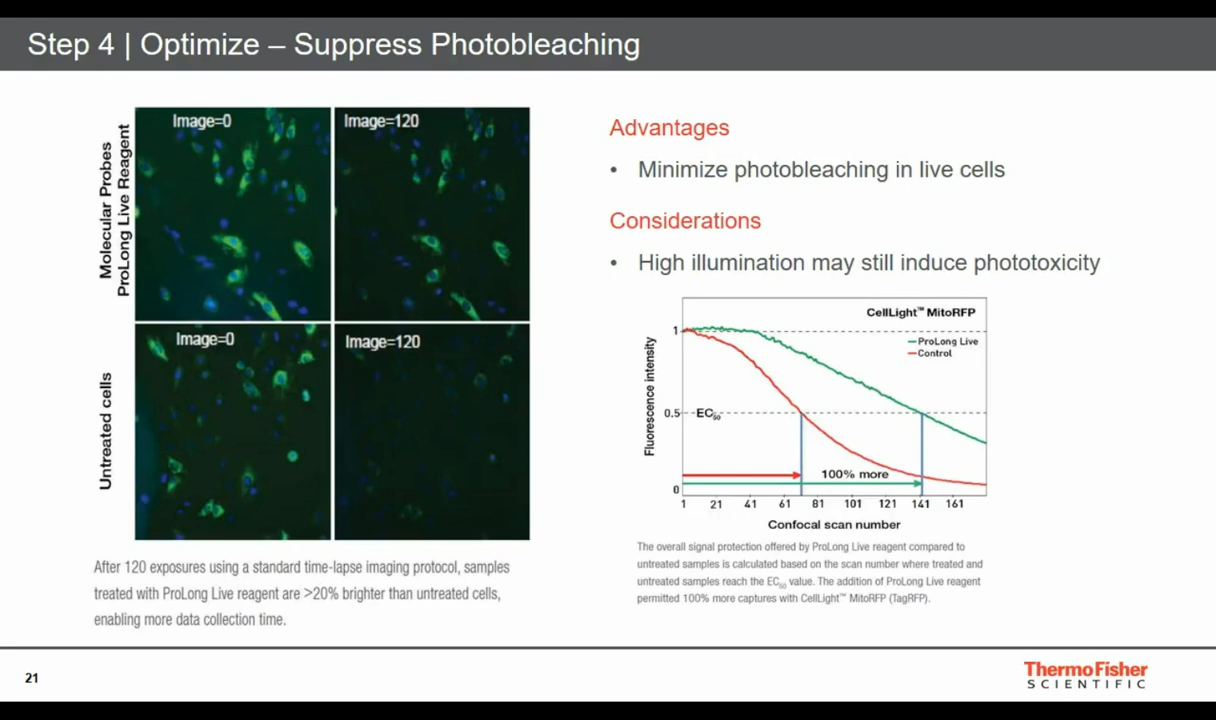 Step 4 | Optimize – Suppress Photobleaching
Molecular Probes
ProLong Live Reagent
Image=0
Image=120
Untreated cells
Image=0
Image=120
After 120 exposures using a standard time-lapse imaging protocol, samples
treated with ProLong Live reagent are >20% brighter than untreated cells,
enabling more data collection time.
Advantages
• Minimize photobleaching in live cells
Considerations
• High illumination may still induce phototoxicity
CellLight™ MitoRFP
ProLong Live
Control
Fluorescence intensity
1
0.5
EC50
0
100% more
1 21 41 61 81 101 121 141 161
Confocal scan number
The overall signal protection offered by ProLong Live reagent compared to
untreated samples is calculated based on the scan number where treated and
untreated samples reach the EC50 value. The addition of ProLong Live reagent
permitted 100% more captures with CellLight™ MitoRFP (TagRFP).
21
ThermoFisher
SCIENTIFIC